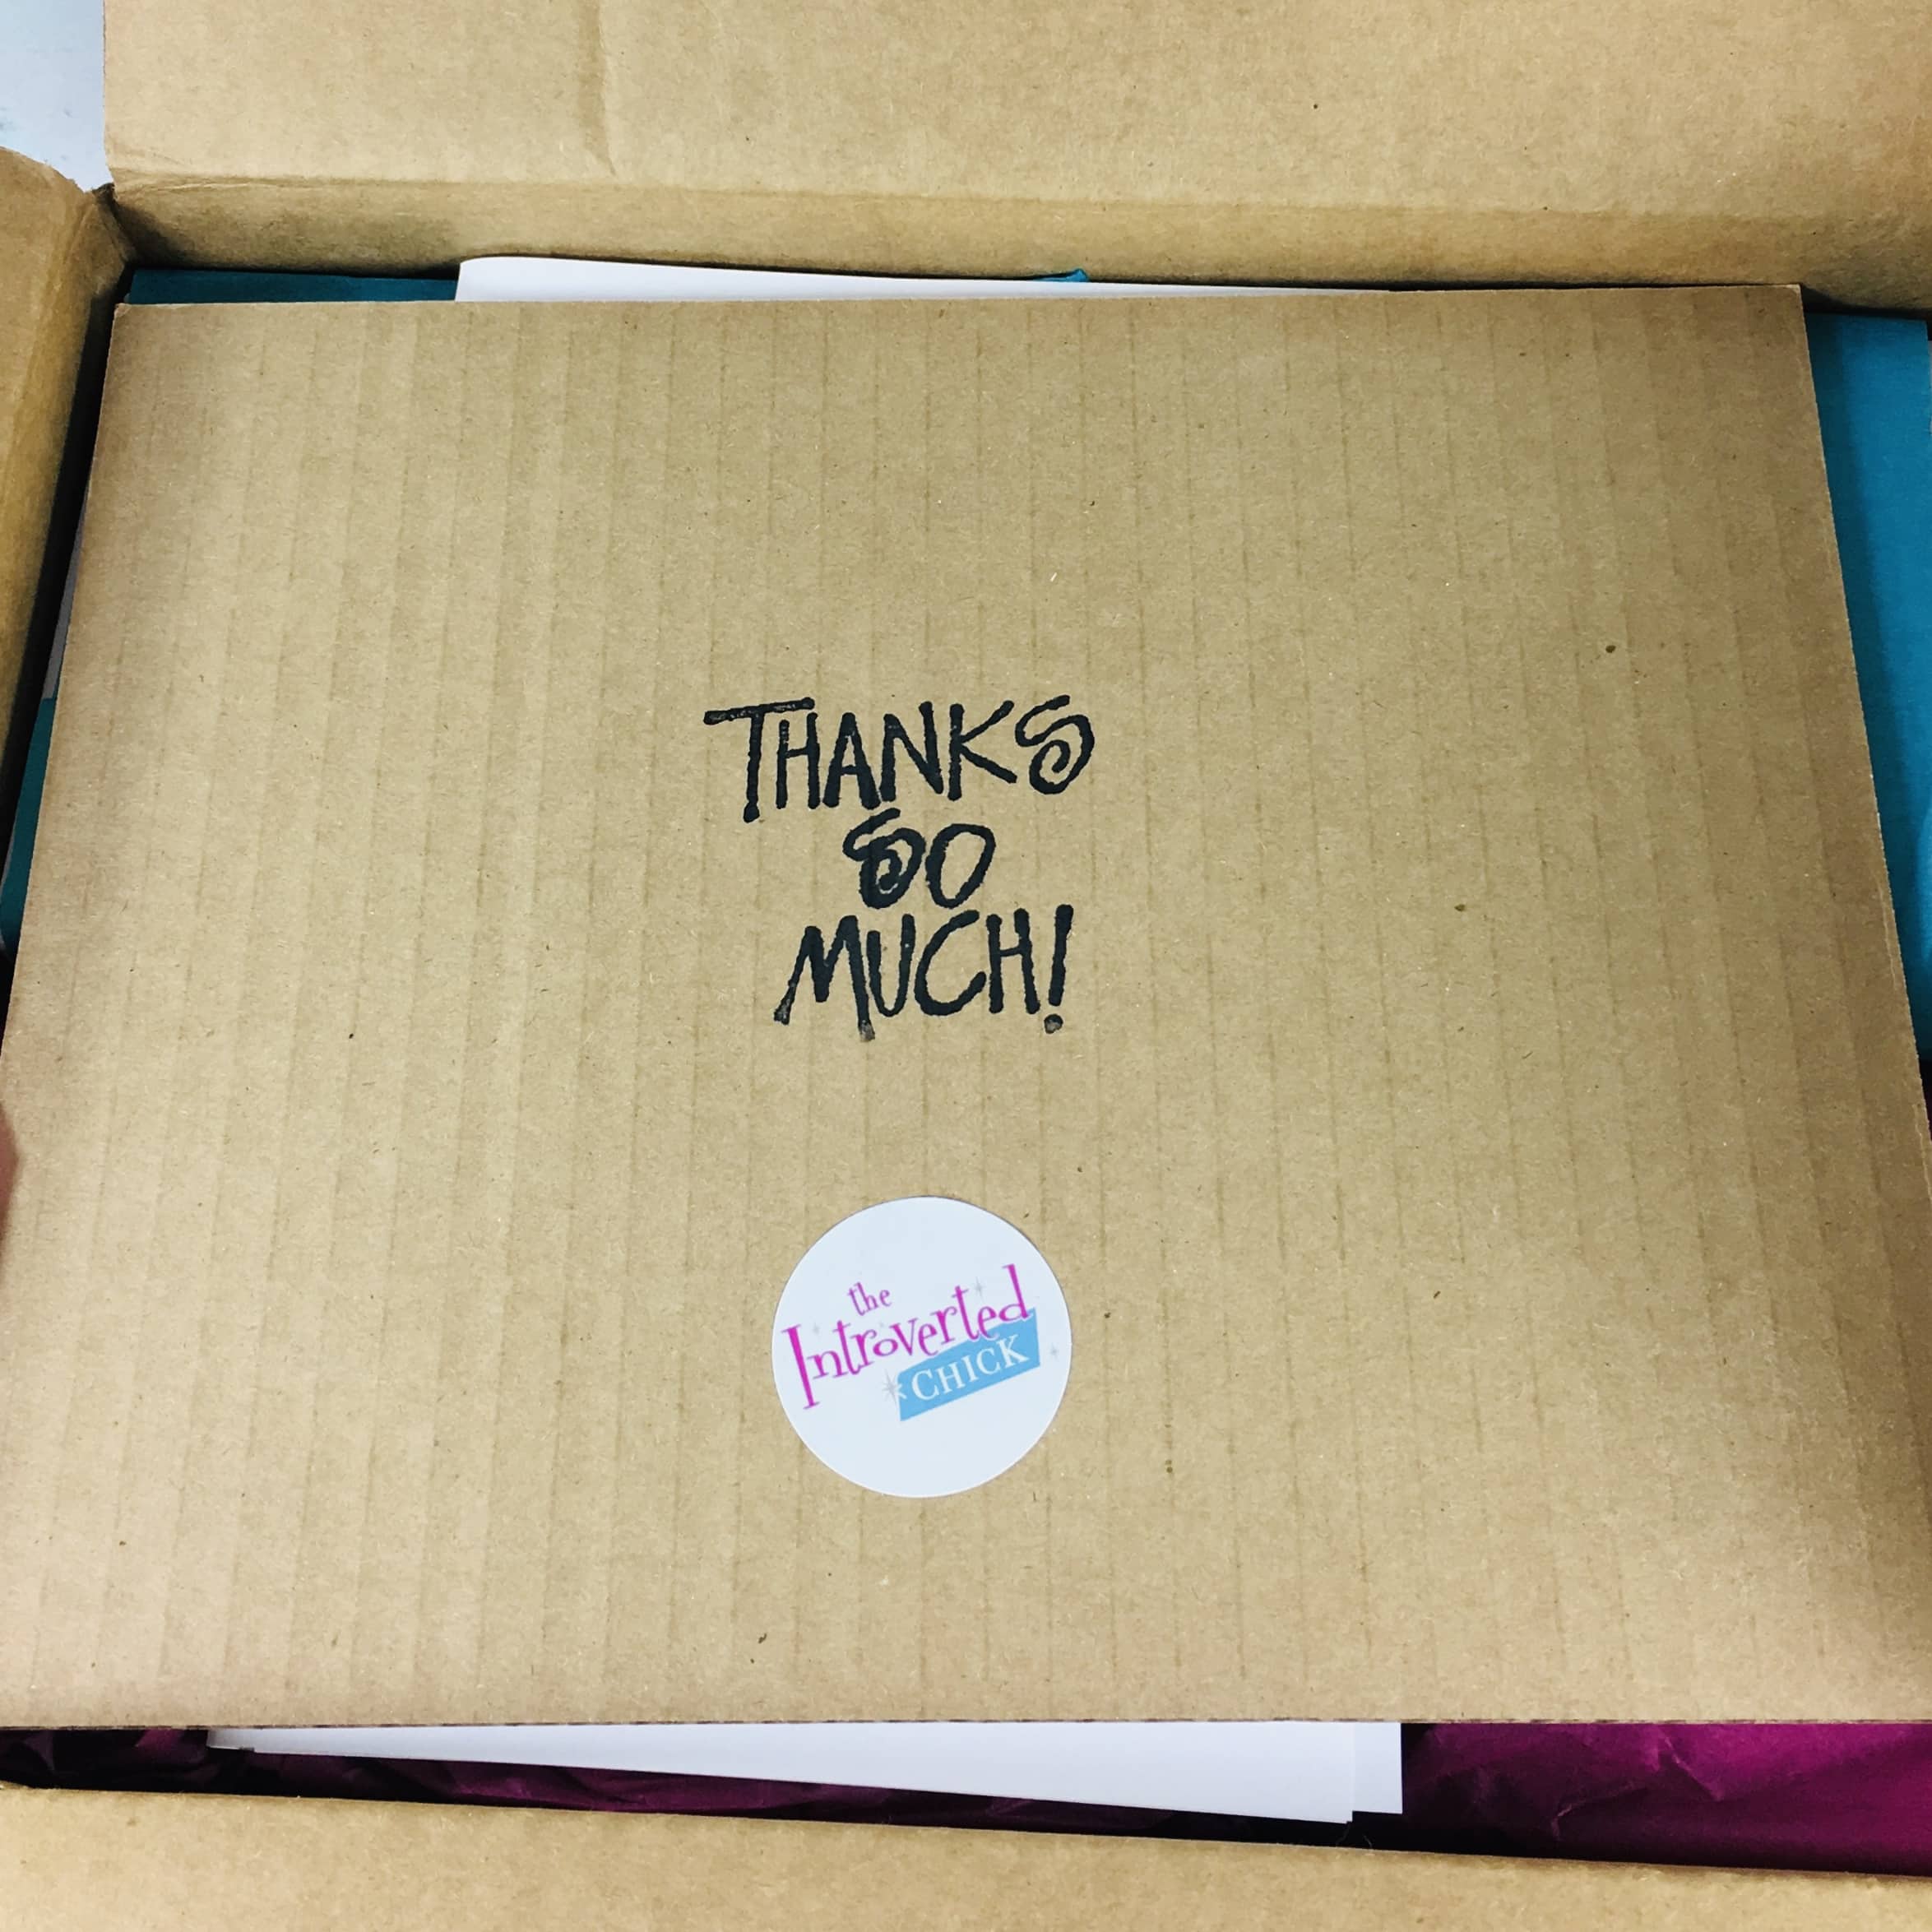 THANKS
SO
MUCH!
the
Introverted
CHICK